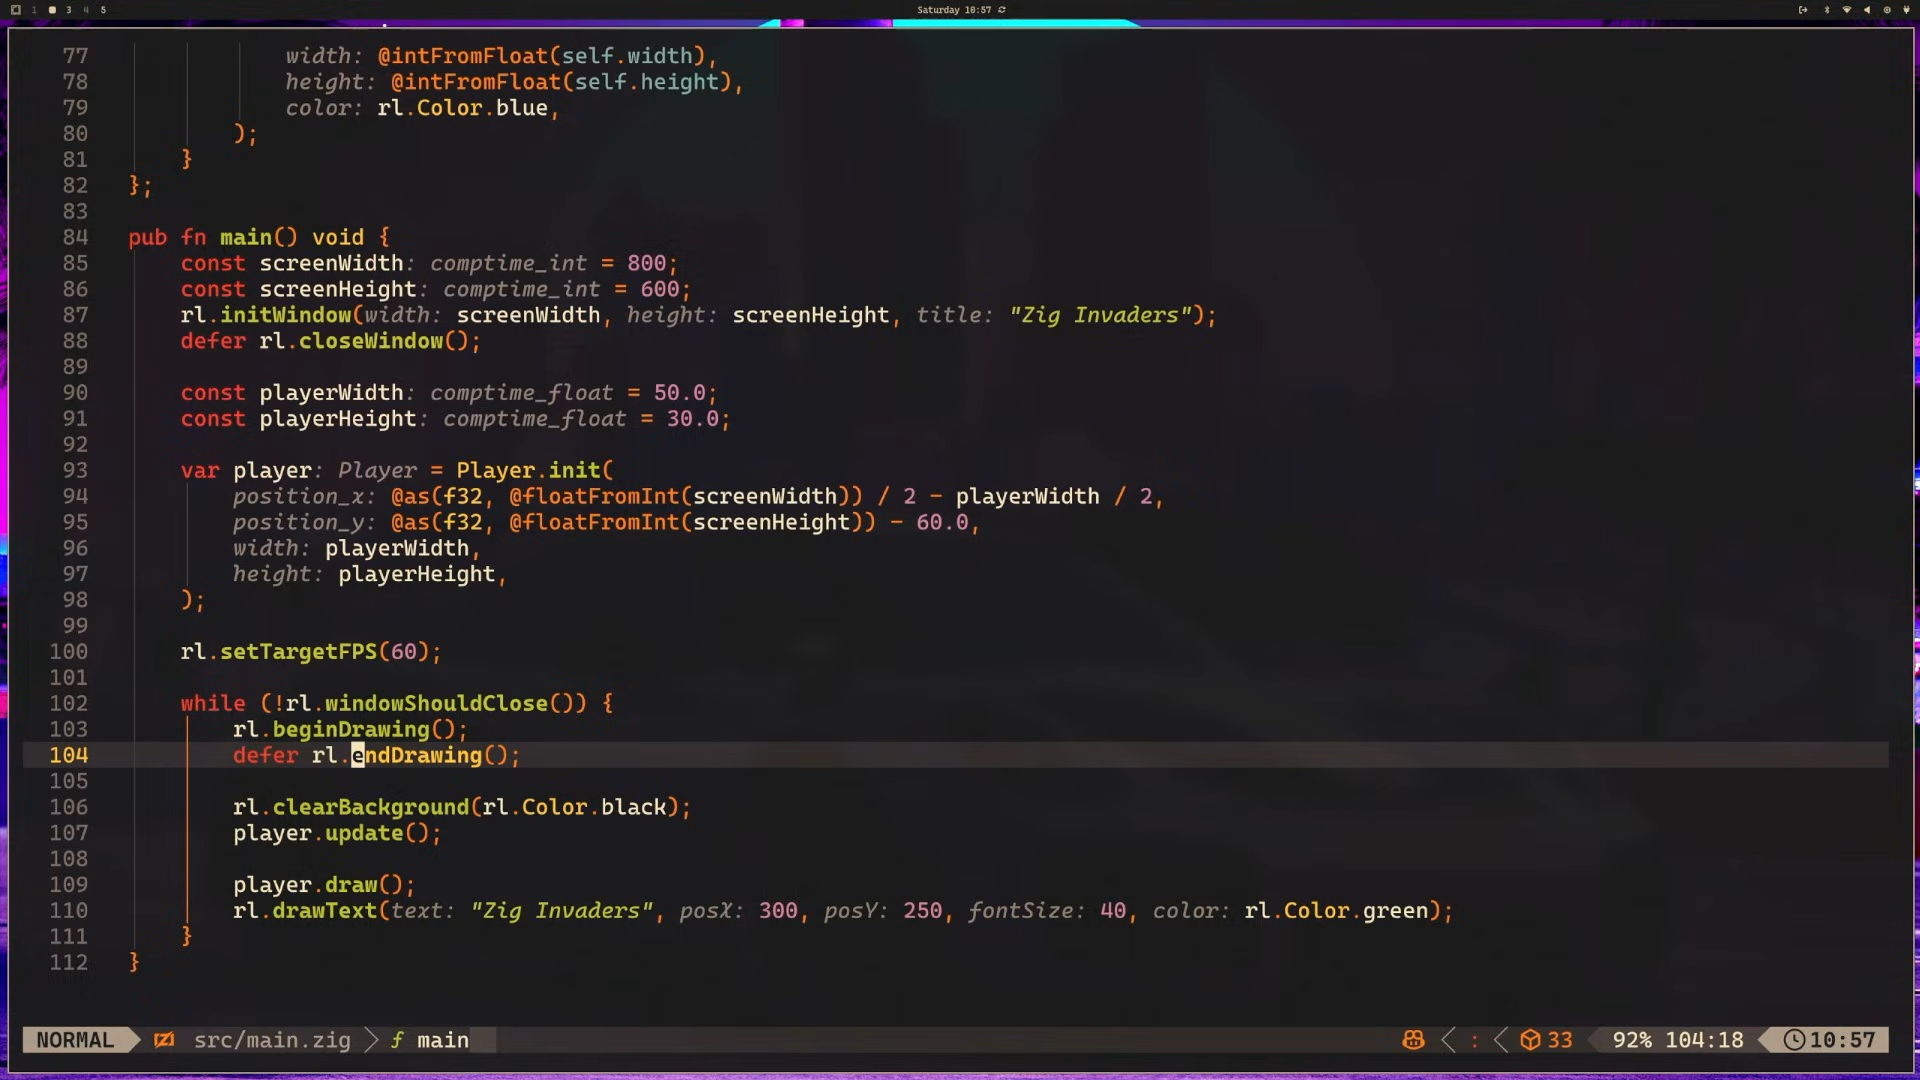 1 3 4 5 Saturday 10:57
77 width: @intFromFloat(self.width),
78 height: @intFromFloat(self.height),
79 color: rl.Color.blue,
80 );
81 }
82 };
83
84 pub fn main() void {
85 const screenWidth: comptime_int = 800;
86 const screenHeight: comptime_int = 600;
87 rl.initWindow(width: screenWidth, height: screenHeight, title: "Zig Invaders");
88 defer rl.closeWindow();
89
90 const playerWidth: comptime_float = 50.0;
91 const playerHeight: comptime_float = 30.0;
92
93 var player: Player = Player.init(
94 position_x: @as(f32, @floatFromInt(screenWidth)) / 2 - playerWidth / 2,
95 position_y: @as(f32, @floatFromInt(screenHeight)) - 60.0,
96 width: playerWidth,
97 height: playerHeight,
98 );
99
100 rl.setTargetFPS(60);
101
102 while (!rl.windowShouldClose()) {
103 rl.beginDrawing();
104 defer rl.endDrawing();
105
106 rl.clearBackground(rl.Color.black);
107 player.update();
108
109 player.draw();
110 rl.drawText(text: "Zig Invaders", posX: 300, posY: 250, fontSize: 40, color: rl.Color.green);
111 }
112 }
NORMAL src/main.zig f main : 33 92% 104:18 10:57